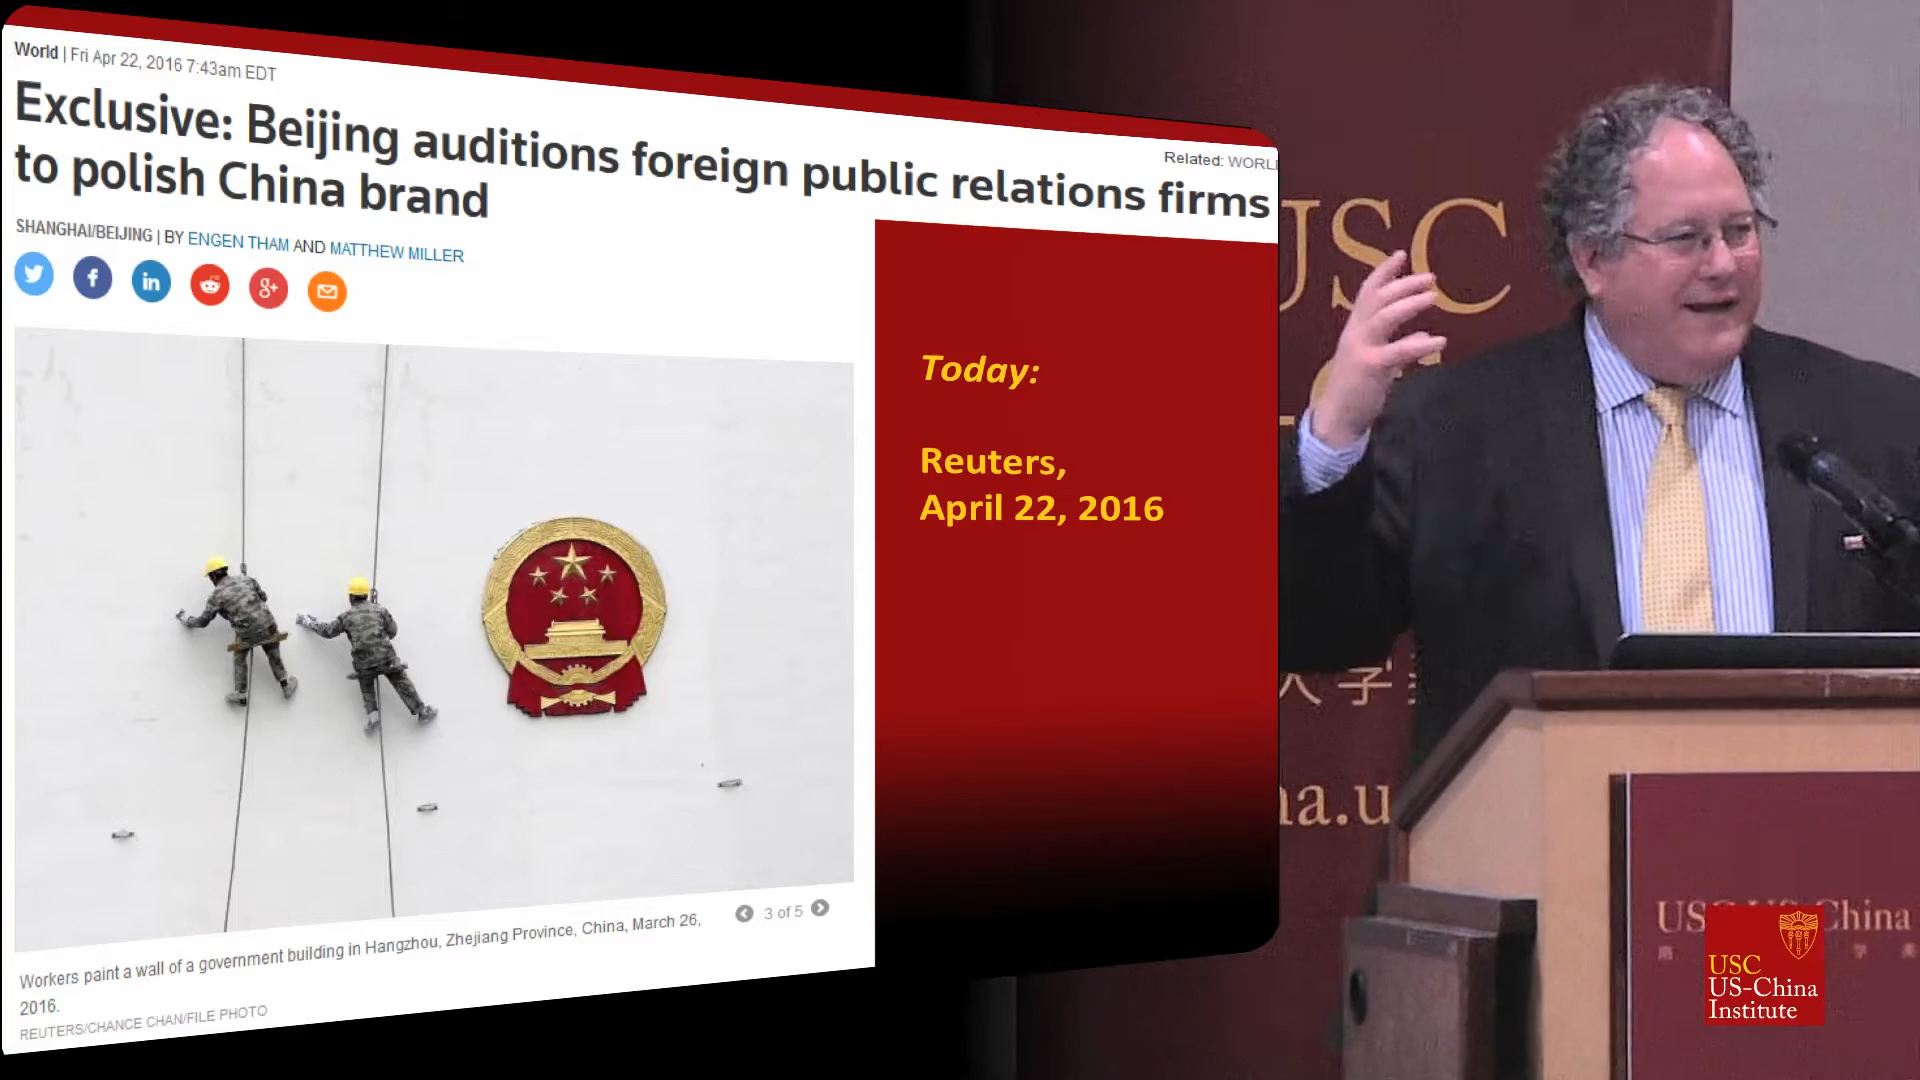 World | Fri Apr 22, 2016 7:43am EDT
Related: WORLD
Exclusive: Beijing auditions foreign public relations firms
to polish China brand
SHANGHAI/BEIJING | BY ENGEN THAM AND MATTHEW MILLER
Today:
Reuters,
April 22, 2016
3 of 5
Workers paint a wall of a government building in Hangzhou, Zhejiang Province, China, March 26,
2016.
REUTERS/CHANCE CHAN/FILE PHOTO
USC
na.u
China
USC
US-China
Institute